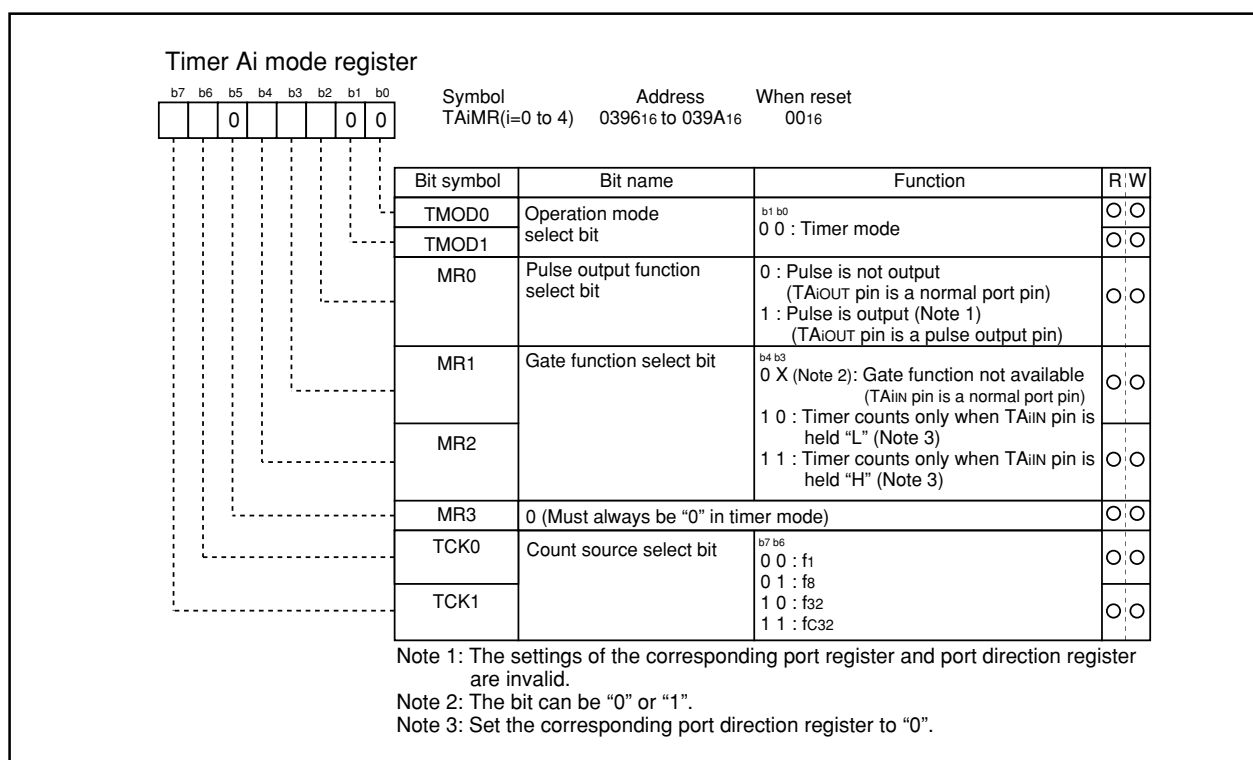 Timer Ai mode register
b7 b6 b5 b4 b3 b2 b1 b0
0 0 0
Symbol Address When reset
TAiMR(i=0 to 4) 039616 to 039A16 0016
Bit symbol Bit name Function R W
TMOD0 Operation mode select bit b1 b0
0 0 : Timer mode
TMOD1
MR0 Pulse output function select bit 0 : Pulse is not output
(TAiOUT pin is a normal port pin)
1 : Pulse is output (Note 1)
(TAiOUT pin is a pulse output pin)
MR1 Gate function select bit b4 b3
0 X (Note 2): Gate function not available
(TAiIN pin is a normal port pin)
1 0 : Timer counts only when TAiIN pin is
held “L” (Note 3)
MR2
1 1 : Timer counts only when TAiIN pin is
held “H” (Note 3)
MR3 0 (Must always be “0” in timer mode)
TCK0 Count source select bit b7 b6
0 0 : f1
0 1 : f8
TCK1
1 0 : f32
1 1 : fC32
Note 1: The settings of the corresponding port register and port direction register
are invalid.
Note 2: The bit can be “0” or “1”.
Note 3: Set the corresponding port direction register to “0”.